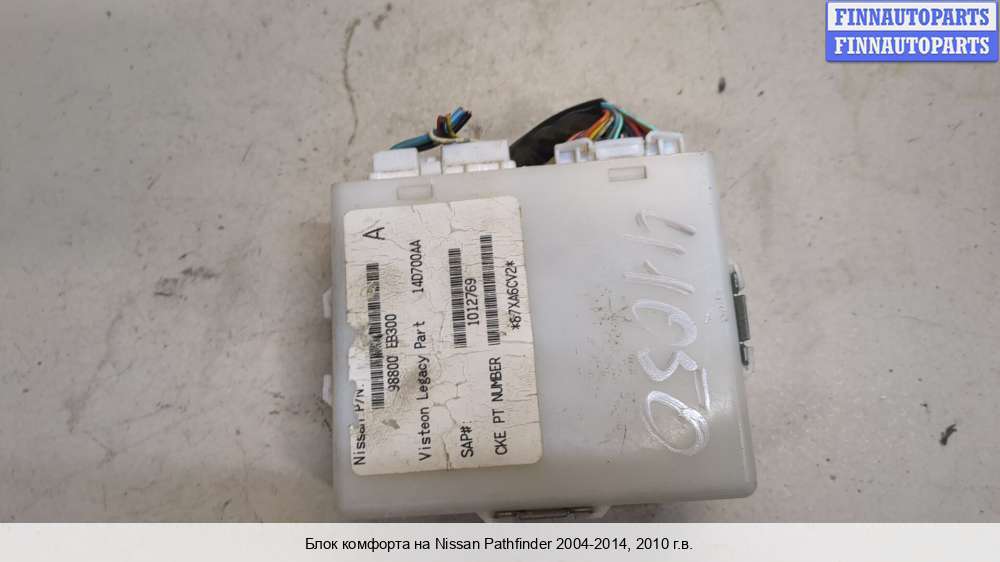 FINNAUTOPARTS
FINNAUTOPARTS
A
Nissan P/N:
98800 EB300
Visteon Legacy Part 14D700AA
SAP#: 1012769
CKE PT NUMBER *67XA6CV2*
Блок комфорта на Nissan Pathfinder 2004-2014, 2010 г.в.